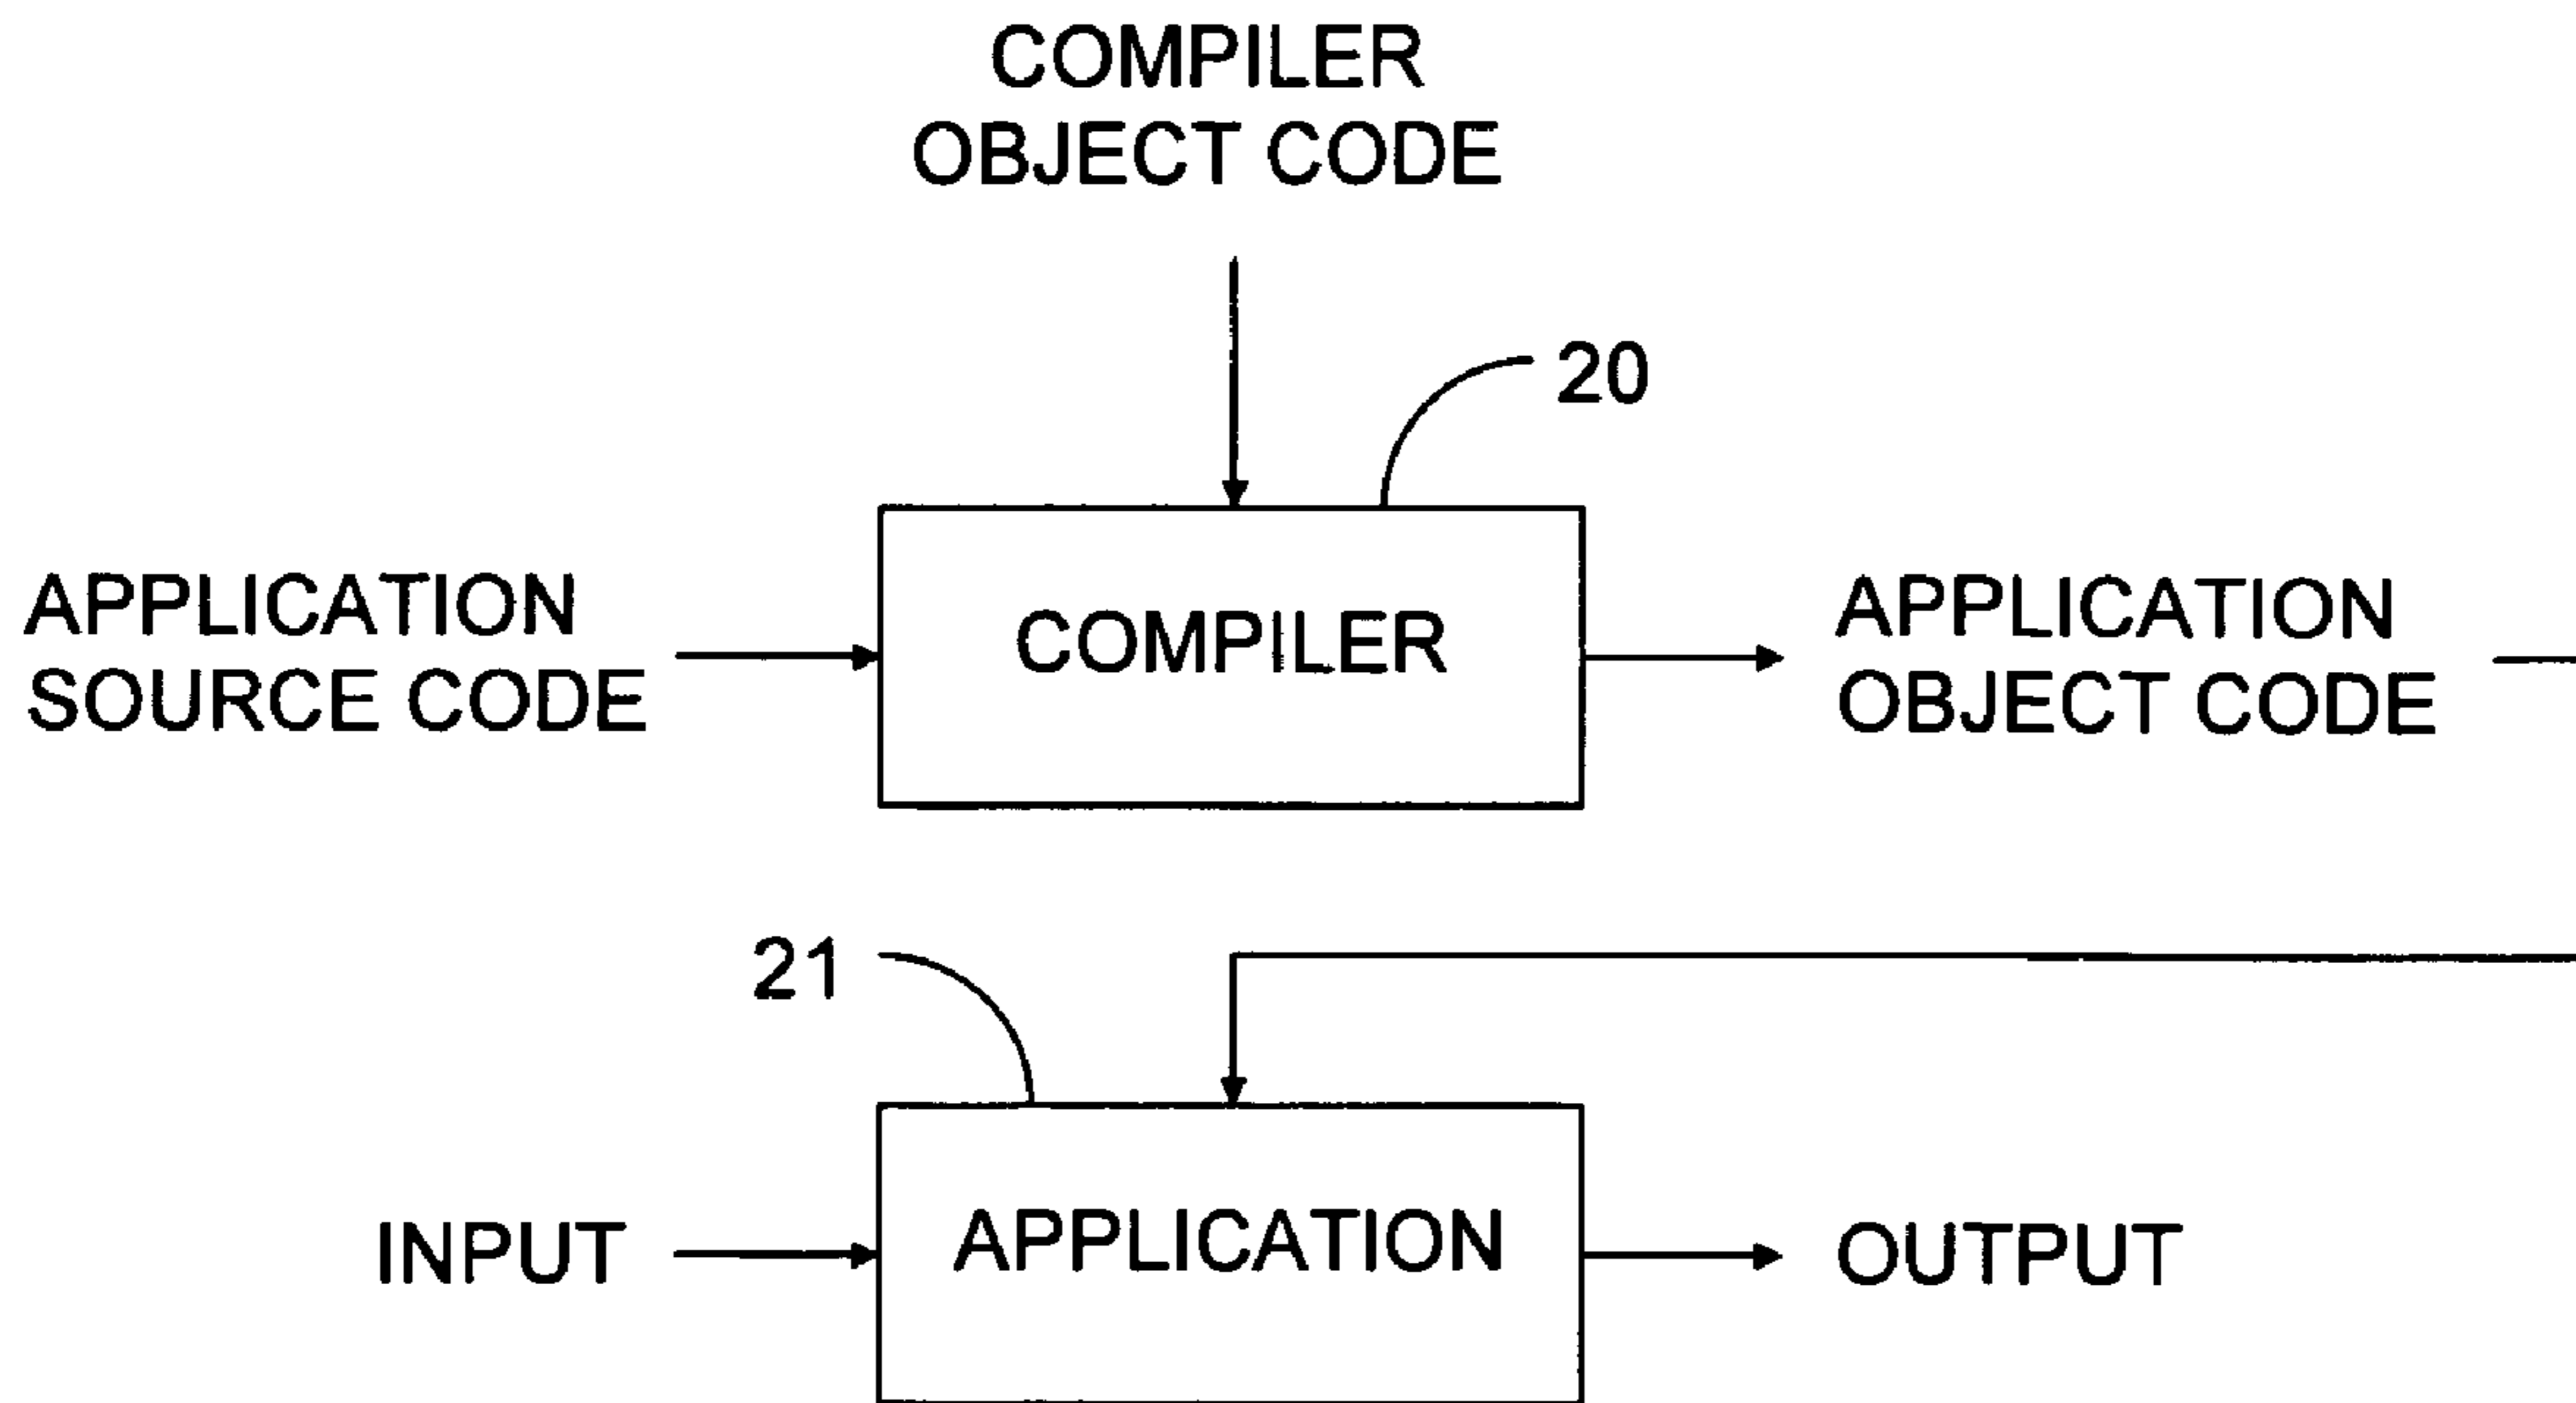 COMPILER
OBJECT CODE
20
APPLICATION
SOURCE CODE
COMPILER
APPLICATION
OBJECT CODE
21
INPUT
APPLICATION
OUTPUT